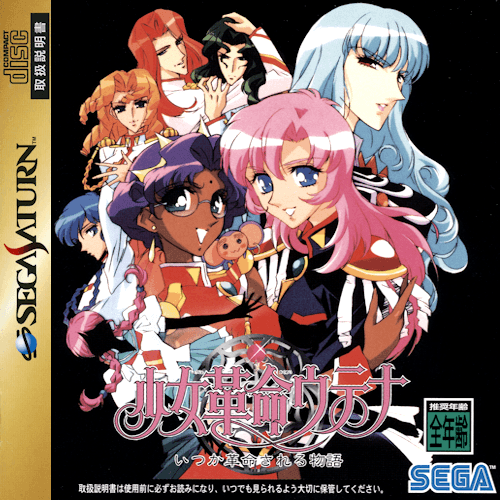 COMPACT
disc
取扱説明書
SEGA SATURN™
少女革命ウテナ
いつか革命される物語
推奨年齢
全年齢
取扱説明書は使用前に必ずお読みになり、いつでも見られるよう大切に保管してください。
SEGA™